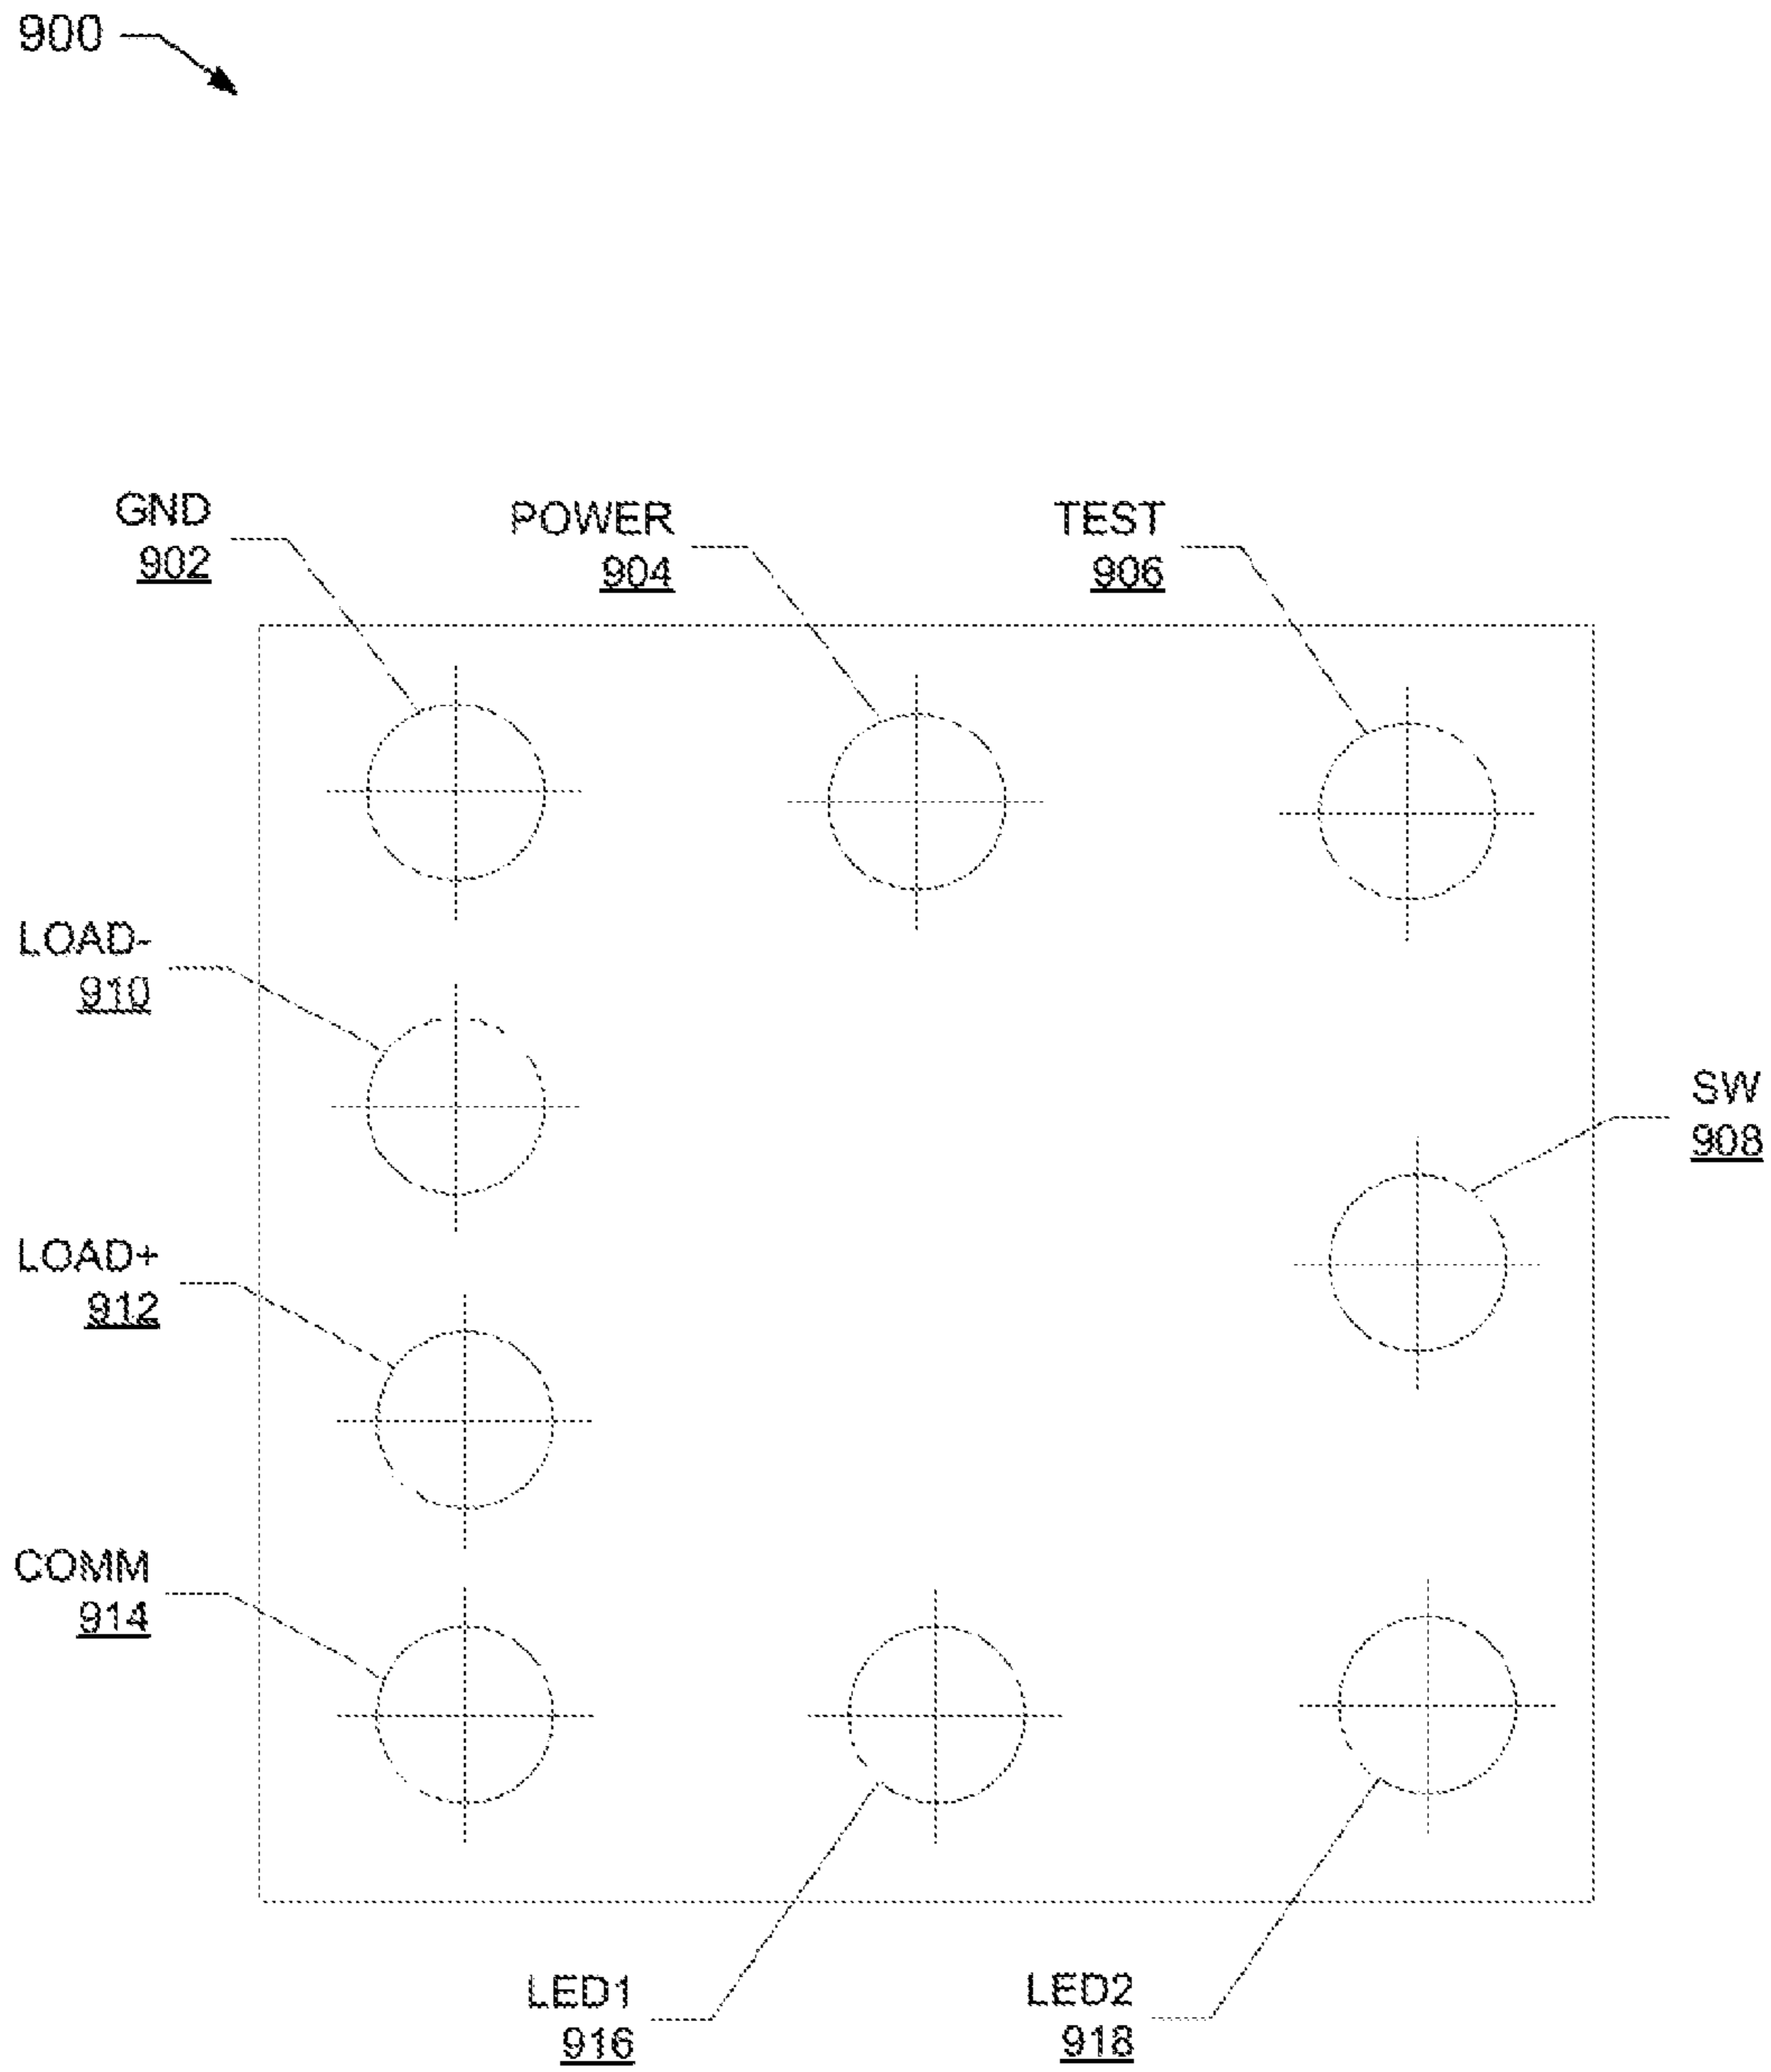 900
GND
902
POWER
904
TEST
906
LOAD-
910
SW
908
LOAD+
912
COMM
914
LED1
916
LED2
918